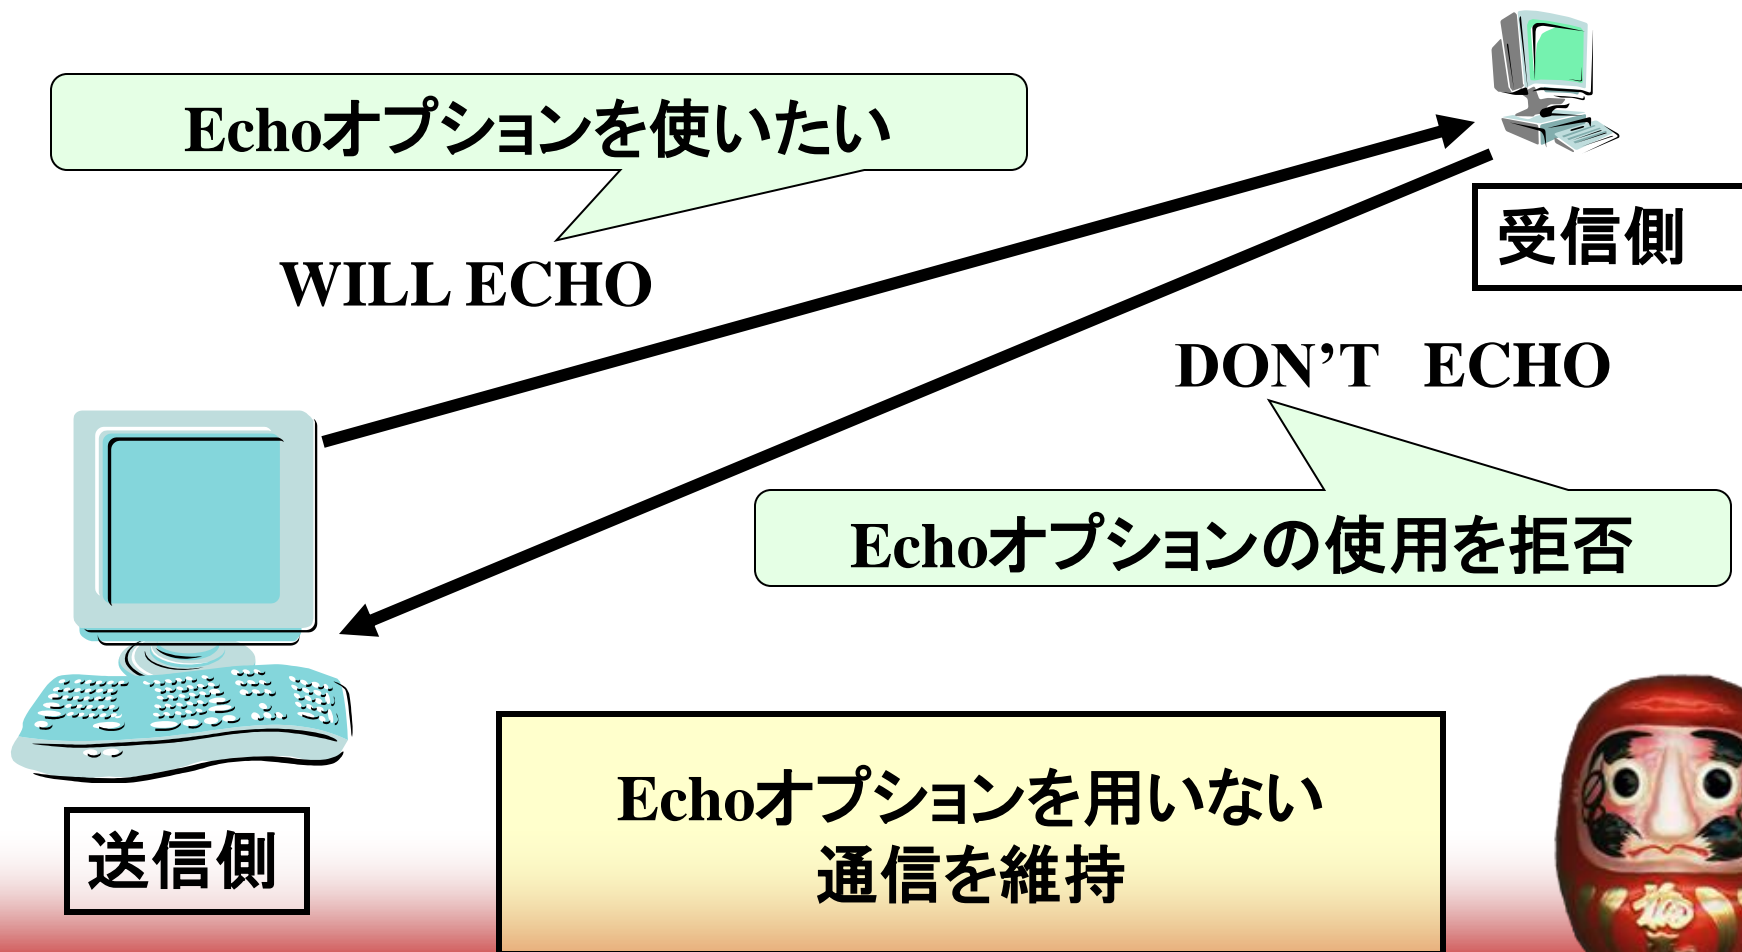 Echoオプションを使いたい
WILL ECHO
受信側
DON’T ECHO
Echoオプションの使用を拒否
Echoオプションを用いない
通信を維持
送信側